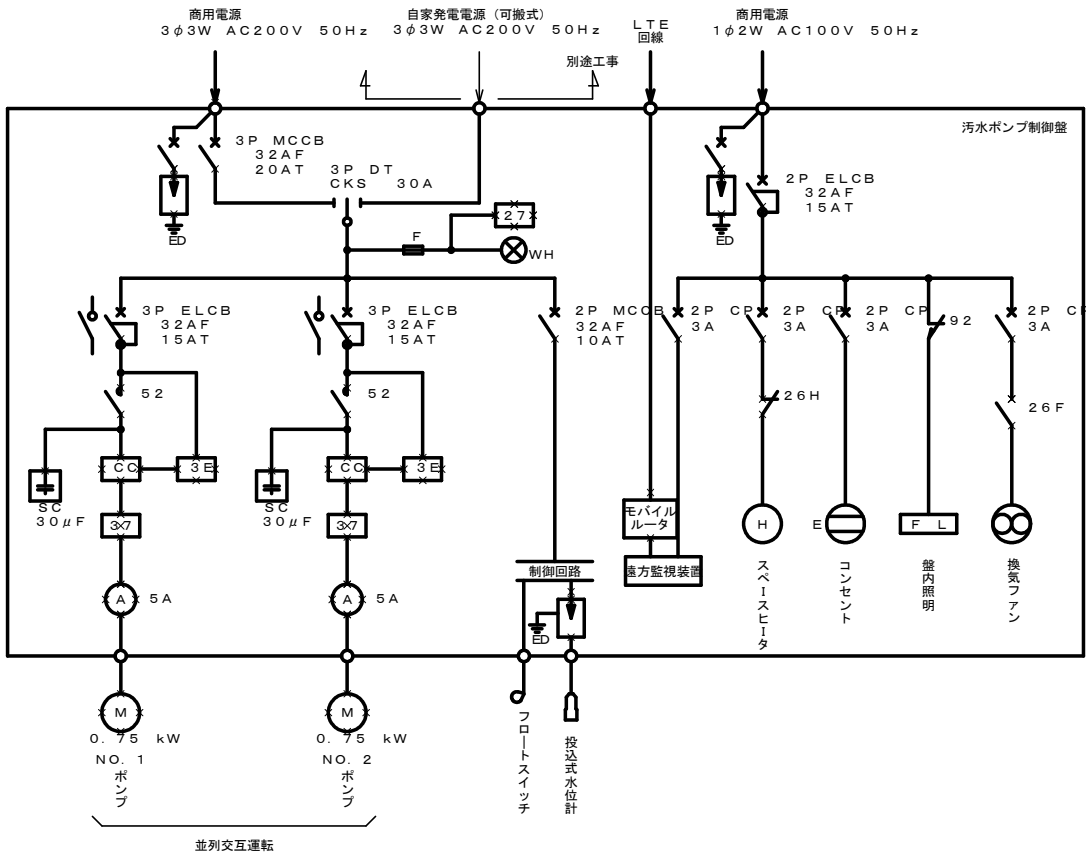 商用電源
3φ3W AC200V 50Hz
自家発電電源(可搬式)
3φ3W AC200V 50Hz
LTE
回線
商用電源
1φ2W AC100V 50Hz
別途工事
汚水ポンプ制御盤
3P MCCB
32AF
20AT
3P DT
CKS 30A
2P ELCB
32AF
15AT
ED
ED
27
F
WH
3P ELCB
32AF
15AT
3P ELCB
32AF
15AT
2P MCCB
32AF
10AT
2P CP
3A
2P CP
3A
2P CP
3A
92
2P CP
3A
52
52
26H
26F
CC
3E
CC
3E
SC
30μF
SC
30μF
37
37
モバイル
ルータ
遠方監視装置
H
E
FL
スペースヒータ
コンセント
盤内照明
換気ファン
制御回路
A
5A
A
5A
ED
M
0.75 kW
NO.1
ポンプ
M
0.75 kW
NO.2
ポンプ
フロートスイッチ
投込式水位計
並列交互運転